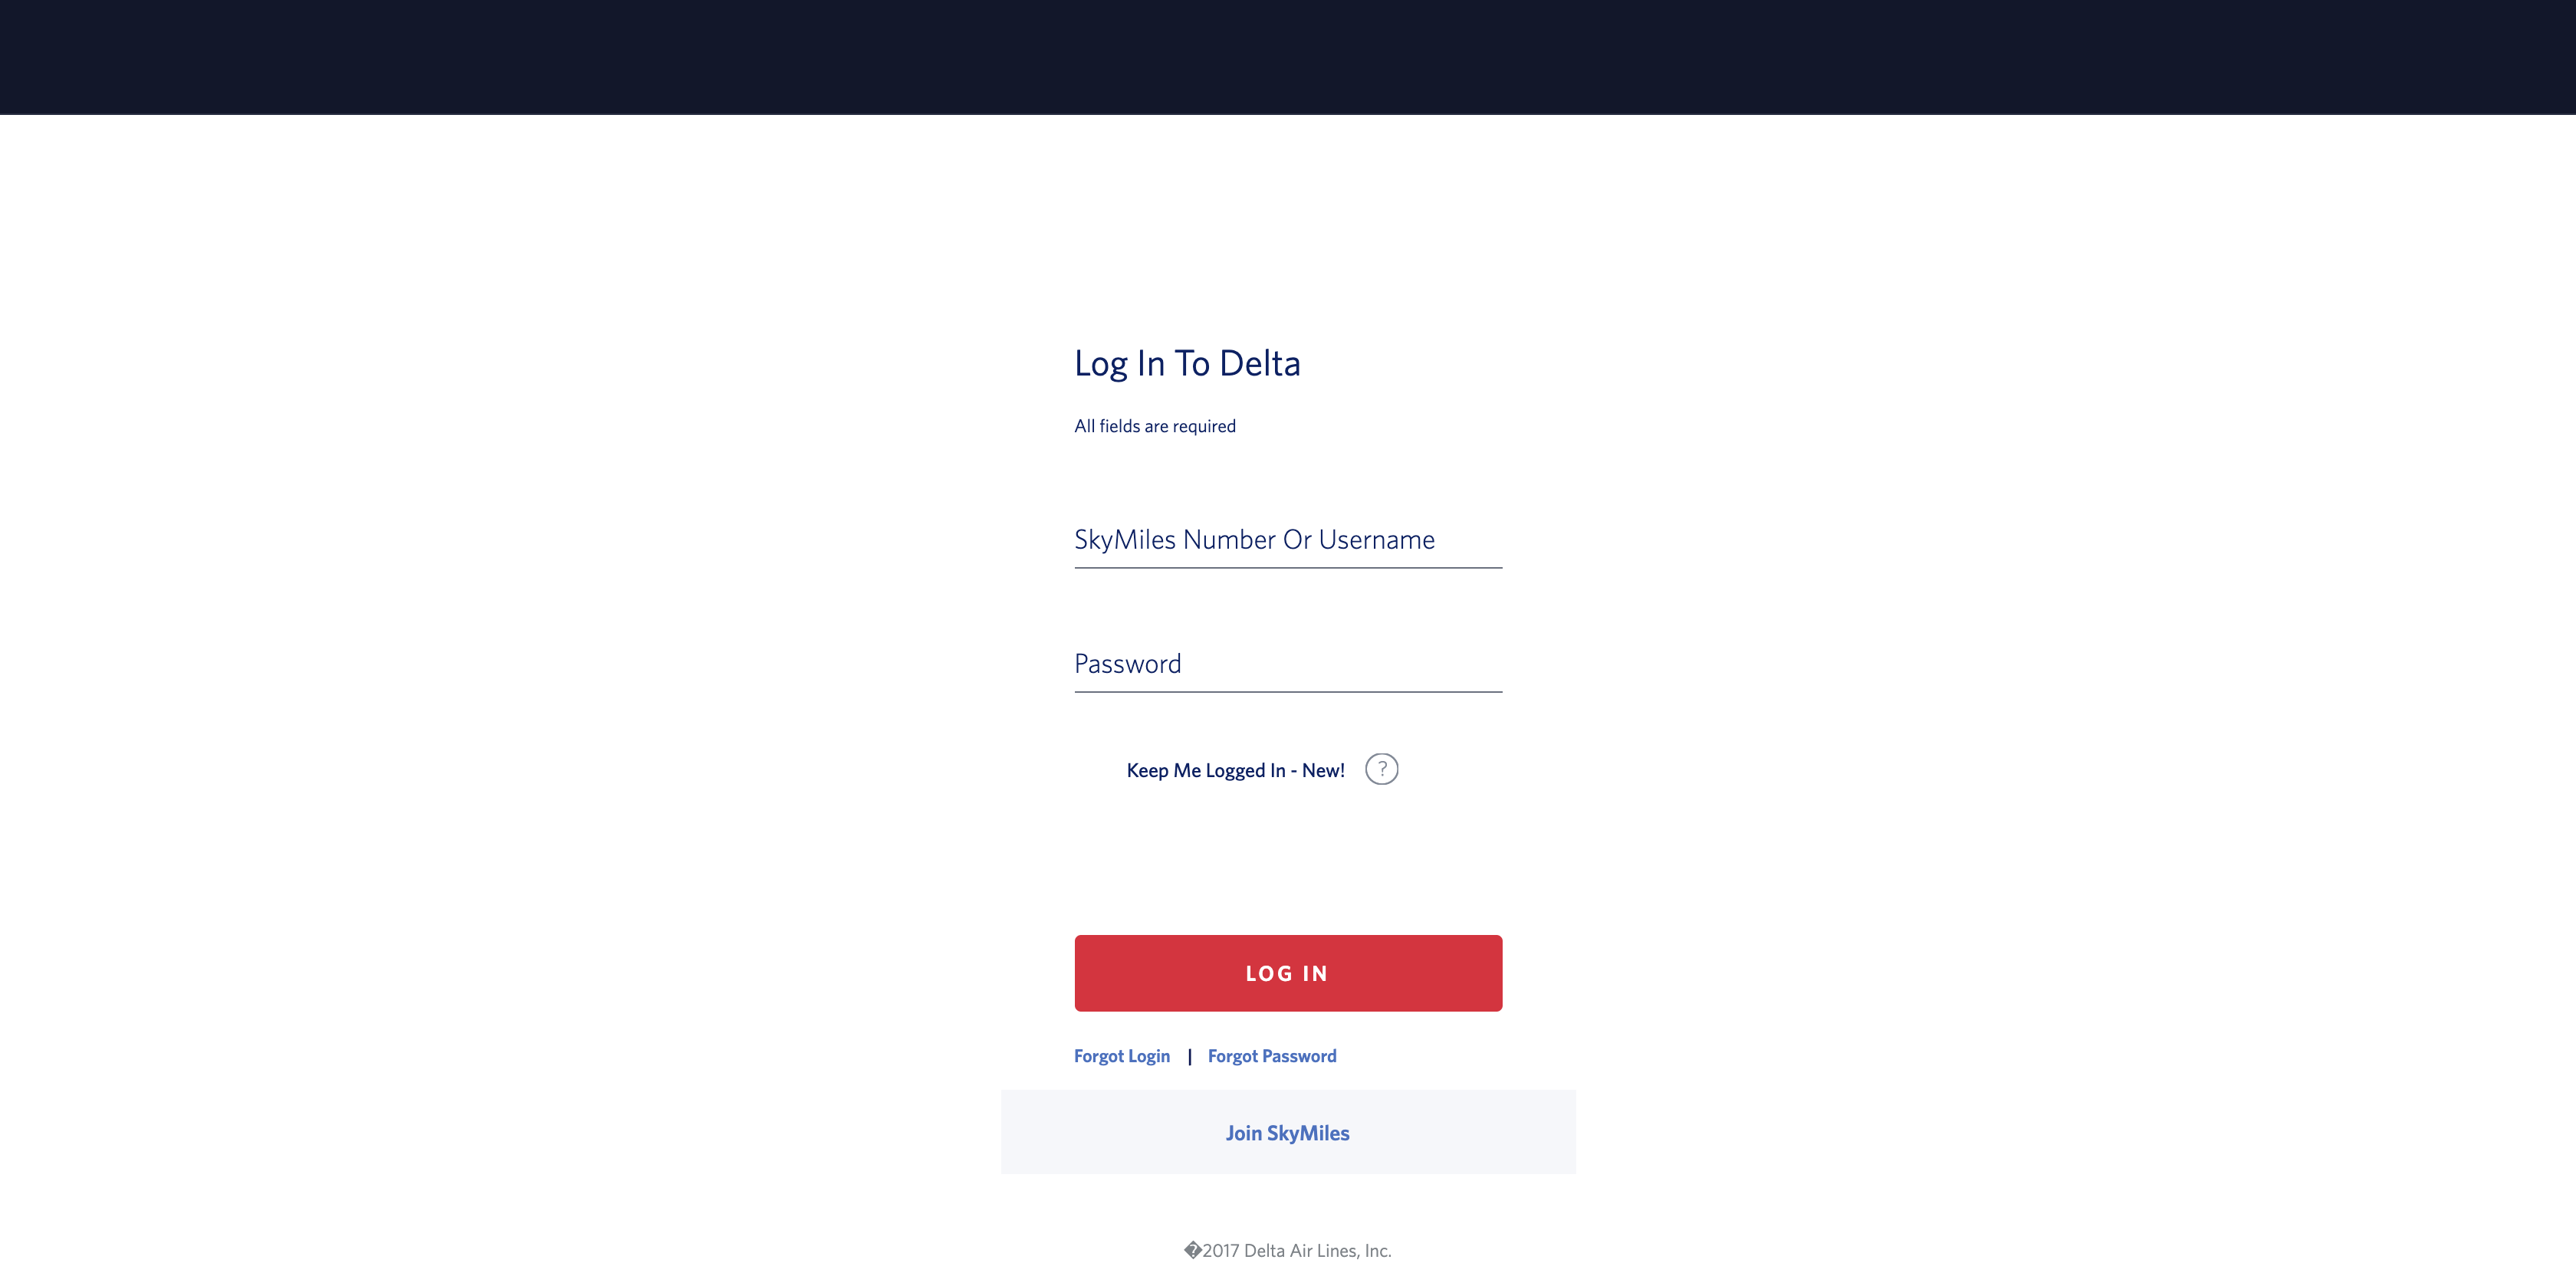 Log In To Delta
All fields are required
SkyMiles Number Or Username
Password
Keep Me Logged In - New! ?
LOG IN
Forgot Login | Forgot Password
Join SkyMiles
�2017 Delta Air Lines, Inc.